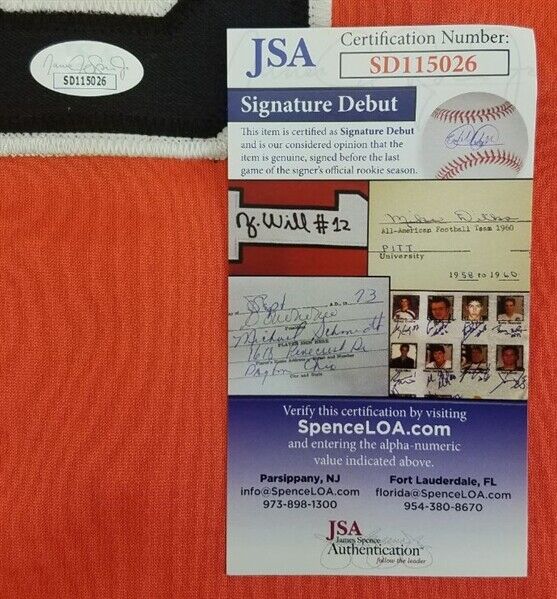 SD115026
JSA
Certification Number:
SD115026
Signature Debut
This item is certified as Signature Debut
and is our considered opinion that the
item is genuine, signed before the last
game of the signer's official rookie season.
Z. Will #12
All-American Football Team 1960
PITT
University
1958 to 1960
Sept A.D., 19 73
Michael Schmidt
Dayton Ohio
Verify this certification by visiting
SpenceLOA.com
and entering the alpha-numeric
value indicated above.
Parsippany, NJ
info@SpenceLOA.com
973-898-1300
Fort Lauderdale, FL
florida@SpenceLOA.com
954-380-8670
JSA
James Spence
Authentication
follow the leader